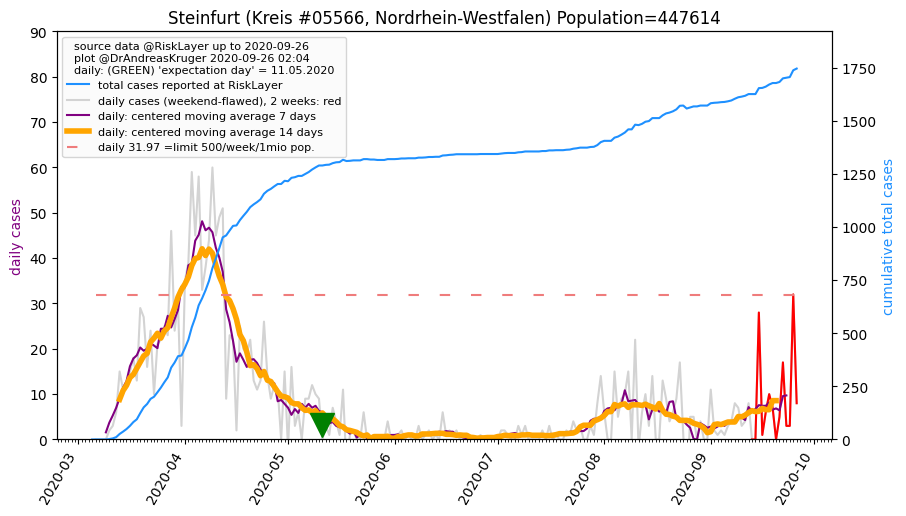 Steinfurt (Kreis #05566, Nordrhein-Westfalen) Population=447614
source data @RiskLayer up to 2020-09-26
plot @DrAndreasKruger 2020-09-26 02:04
daily: (GREEN) 'expectation day' = 11.05.2020
total cases reported at RiskLayer
daily cases (weekend-flawed), 2 weeks: red
daily: centered moving average 7 days
daily: centered moving average 14 days
daily 31.97 =limit 500/week/1mio pop.
daily cases
90
80
70
60
50
40
30
20
10
0
cumulative total cases
1750
1500
1250
1000
750
500
250
0
2020-03
2020-04
2020-05
2020-06
2020-07
2020-08
2020-09
2020-10